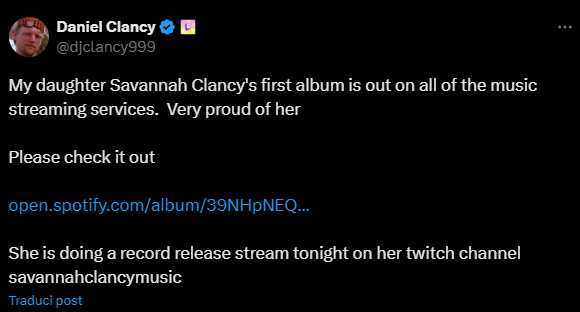 Daniel Clancy
@djclancy999
My daughter Savannah Clancy's first album is out on all of the music
streaming services.  Very proud of her
Please check it out
open.spotify.com/album/39NHpNEQ...
She is doing a record release stream tonight on her twitch channel
savannahclancymusic
Traduci post